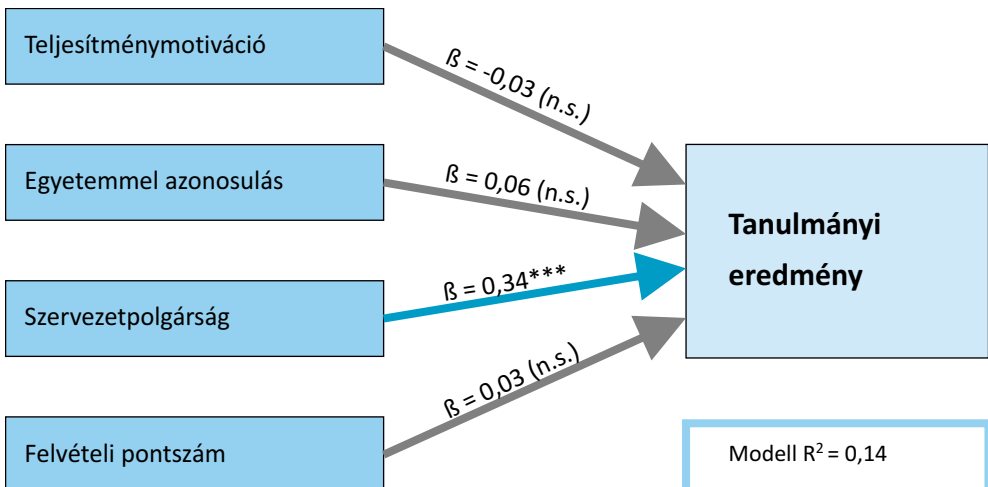 Teljesítménymotiváció
ß = -0,03 (n.s.)
Egyetemmel azonosulás
ß = 0,06 (n.s.)
Tanulmányi
eredmény
Szervezetpolgárság
ß = 0,34***
Felvételi pontszám
ß = 0,03 (n.s.)
Modell R² = 0,14